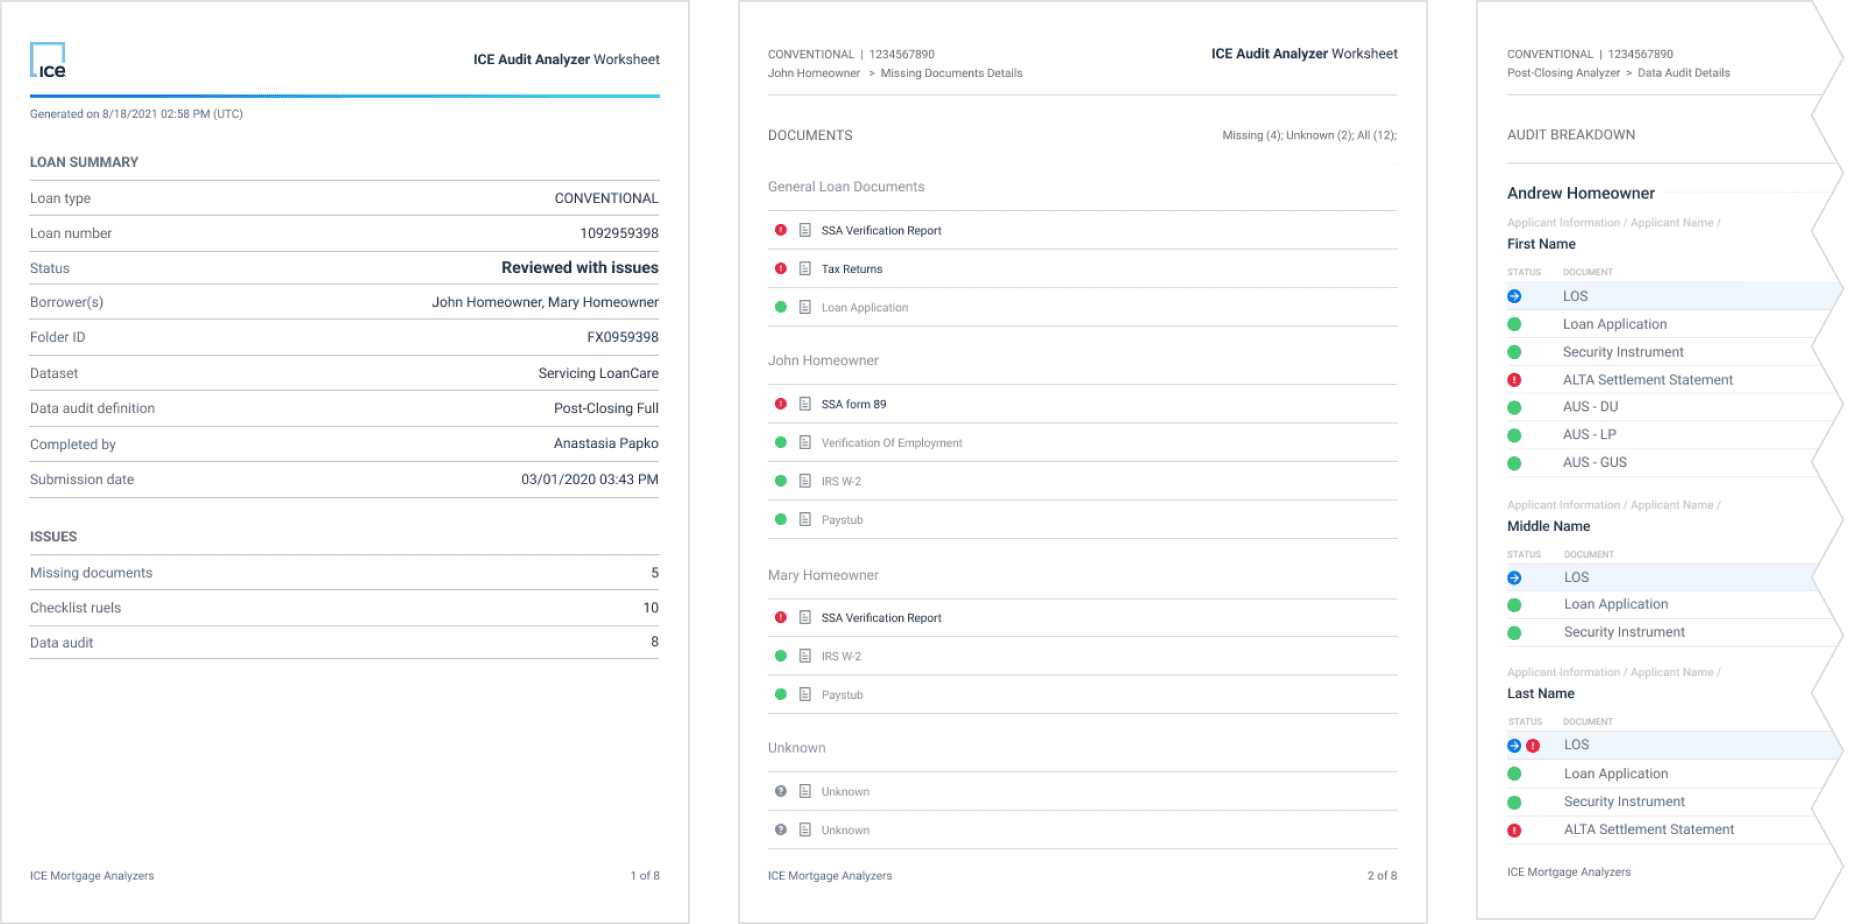 ice
ICE Audit Analyzer Worksheet
Generated on 8/18/2021 02:58 PM (UTC)
LOAN SUMMARY
Loan type CONVENTIONAL
Loan number 1092959398
Status Reviewed with issues
Borrower(s) John Homeowner, Mary Homeowner
Folder ID FX0959398
Dataset Servicing LoanCare
Data audit definition Post-Closing Full
Completed by Anastasia Papko
Submission date 03/01/2020 03:43 PM
ISSUES
Missing documents 5
Checklist ruels 10
Data audit 8
ICE Mortgage Analyzers 1 of 8
CONVENTIONAL | 1234567890
ICE Audit Analyzer Worksheet
John Homeowner > Missing Documents Details
DOCUMENTS Missing (4); Unknown (2); All (12);
General Loan Documents
SSA Verification Report
Tax Returns
Loan Application
John Homeowner
SSA form 89
Verification Of Employment
IRS W-2
Paystub
Mary Homeowner
SSA Verification Report
IRS W-2
Paystub
Unknown
Unknown
Unknown
ICE Mortgage Analyzers 2 of 8
CONVENTIONAL | 1234567890
Post-Closing Analyzer > Data Audit Details
AUDIT BREAKDOWN
Andrew Homeowner
Applicant Information / Applicant Name /
First Name
STATUS DOCUMENT
LOS
Loan Application
Security Instrument
ALTA Settlement Statement
AUS - DU
AUS - LP
AUS - GUS
Applicant Information / Applicant Name /
Middle Name
STATUS DOCUMENT
LOS
Loan Application
Security Instrument
Applicant Information / Applicant Name /
Last Name
STATUS DOCUMENT
LOS
Loan Application
Security Instrument
ALTA Settlement Statement
ICE Mortgage Analyzers